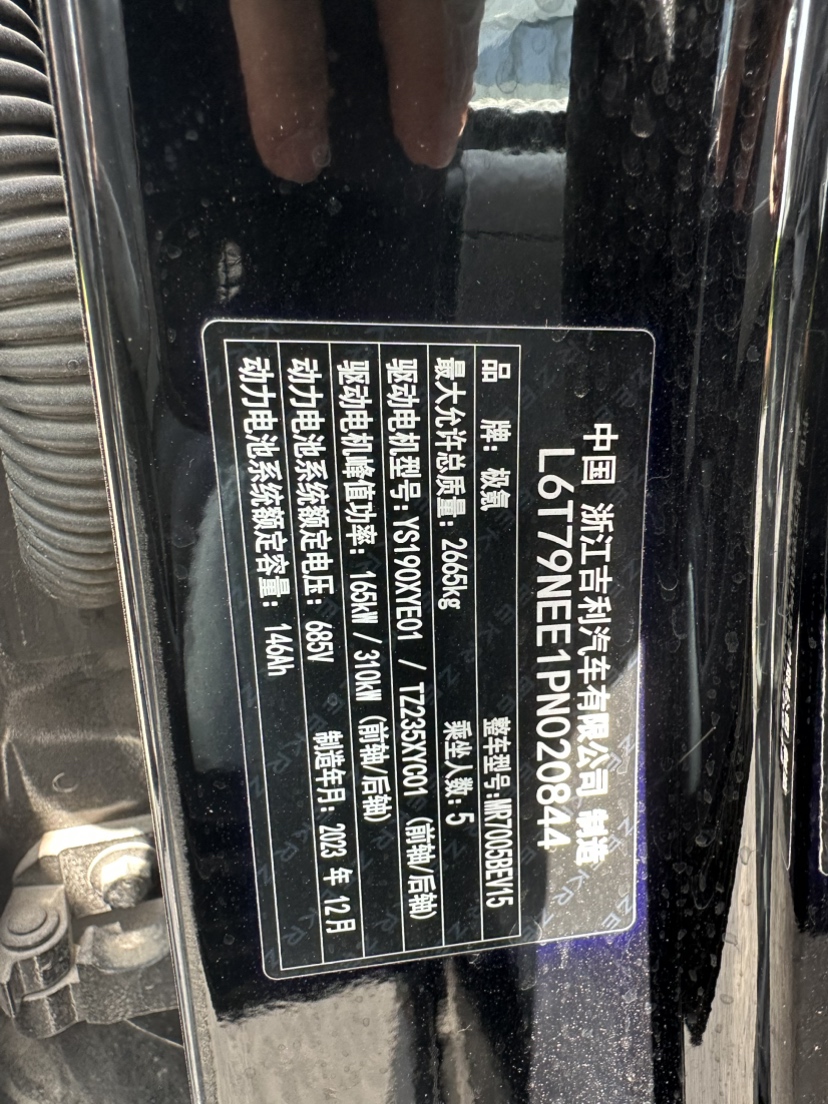 中国 浙江吉利汽车有限公司 制造
L6T79NEE1PN020844
品 牌: 极氪 整车型号:MR7005BEV15
最大允许总质量: 2665kg 乘坐人数: 5
驱动电机型号: YS190XYE01 / TZ235XYC01 (前轴/后轴)
驱动电机峰值功率: 165kW / 310kW (前轴/后轴)
动力电池系统额定电压: 685V 制造年月: 2023 年 12月
动力电池系统额定容量: 146Ah